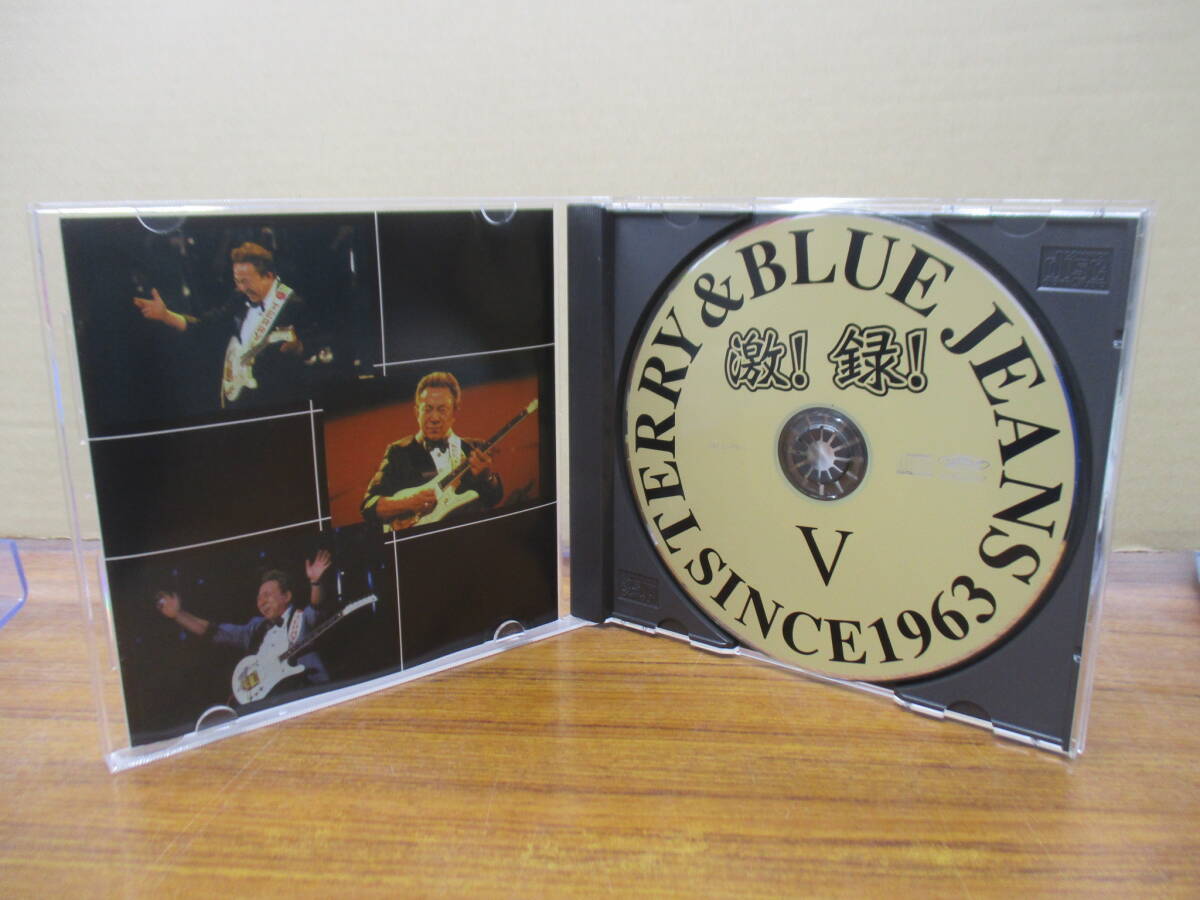 TERRY&BLUE JEANS
激！録！
V
SINCE1963